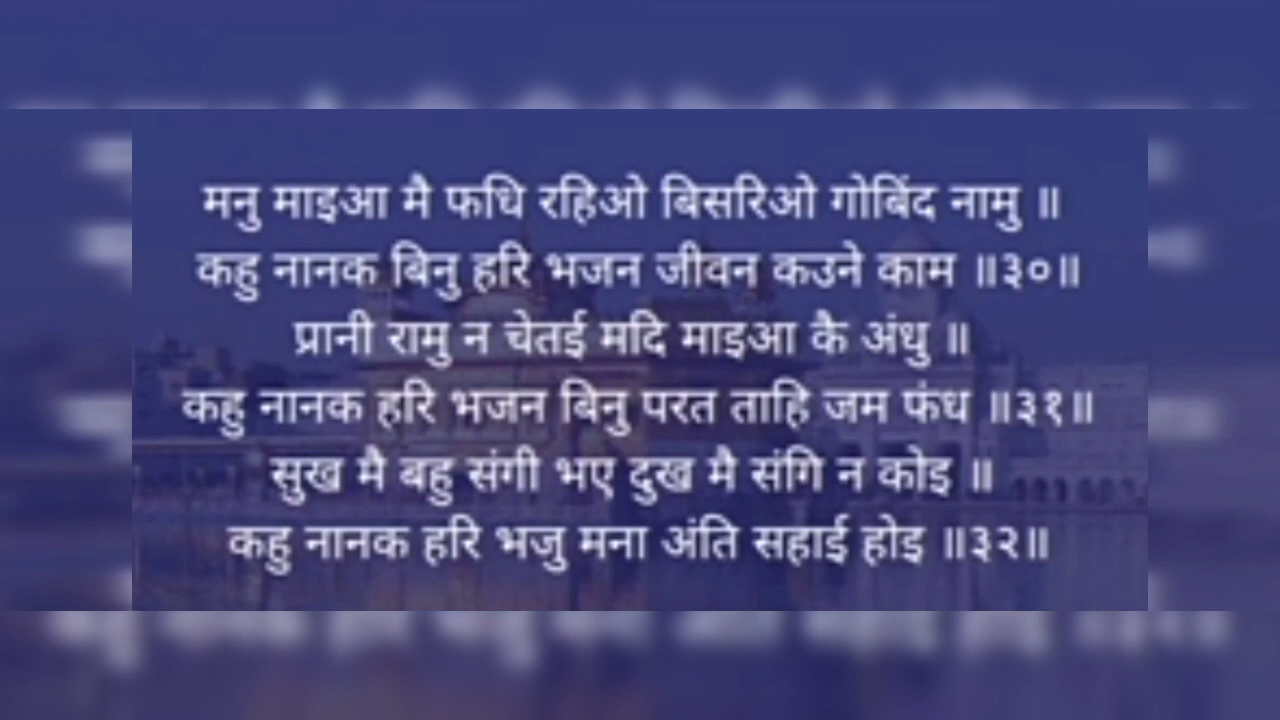 मनु माइआ मै फधि रहिओ बिसरिओ गोबिंद नामु ॥
कहु नानक बिनु हरि भजन जीवन कउने काम ॥३०॥
प्रानी रामु न चेतई मदि माइआ कै अंधु ॥
कहु नानक हरि भजन बिनु परत ताहि जम फंध ॥३१॥
सुख मै बहु संगी भए दुख मै संगि न कोइ ॥
कहु नानक हरि भजु मना अंति सहाई होइ ॥३२॥